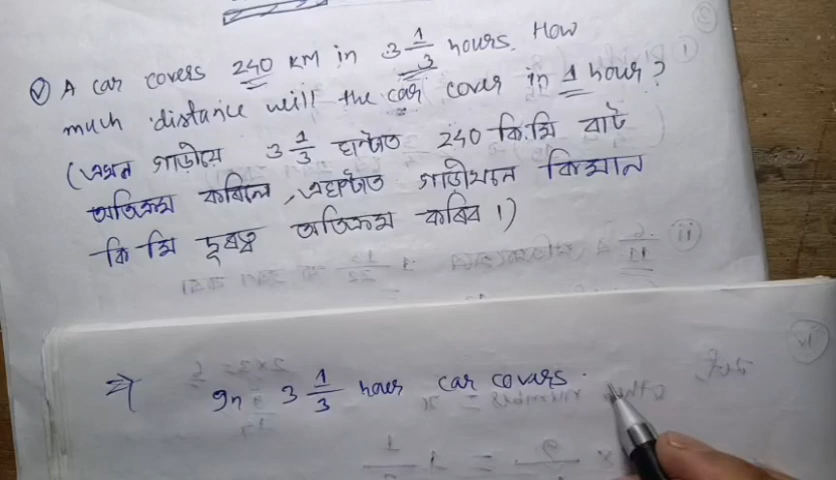 Ⓥ A car covers 240 KM in 3 1/3 hours. How
much distance will the car cover in 1 hour?
(এখন গাড়ীয়ে 3 1/3 ঘণ্টাত 240 কি.মি বাট
অতিক্ৰম কৰিলে, এঘণ্টাত গাড়ীখনে কিমান
কি মি দূৰত্ব অতিক্ৰম কৰিব।)
⇒ In 3 1/3 hour car covers